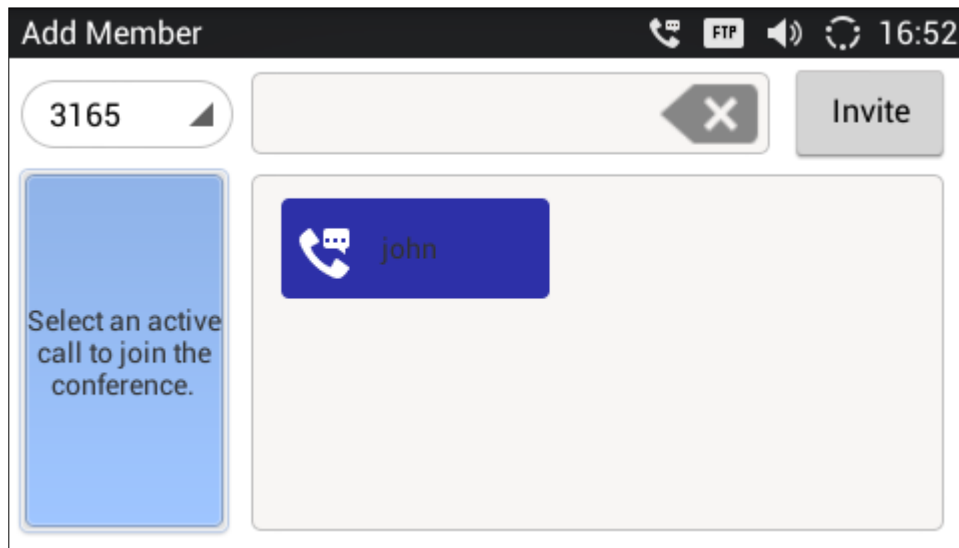 Add Member
FTP
16:52
3165
Invite
john
Select an active
call to join the
conference.